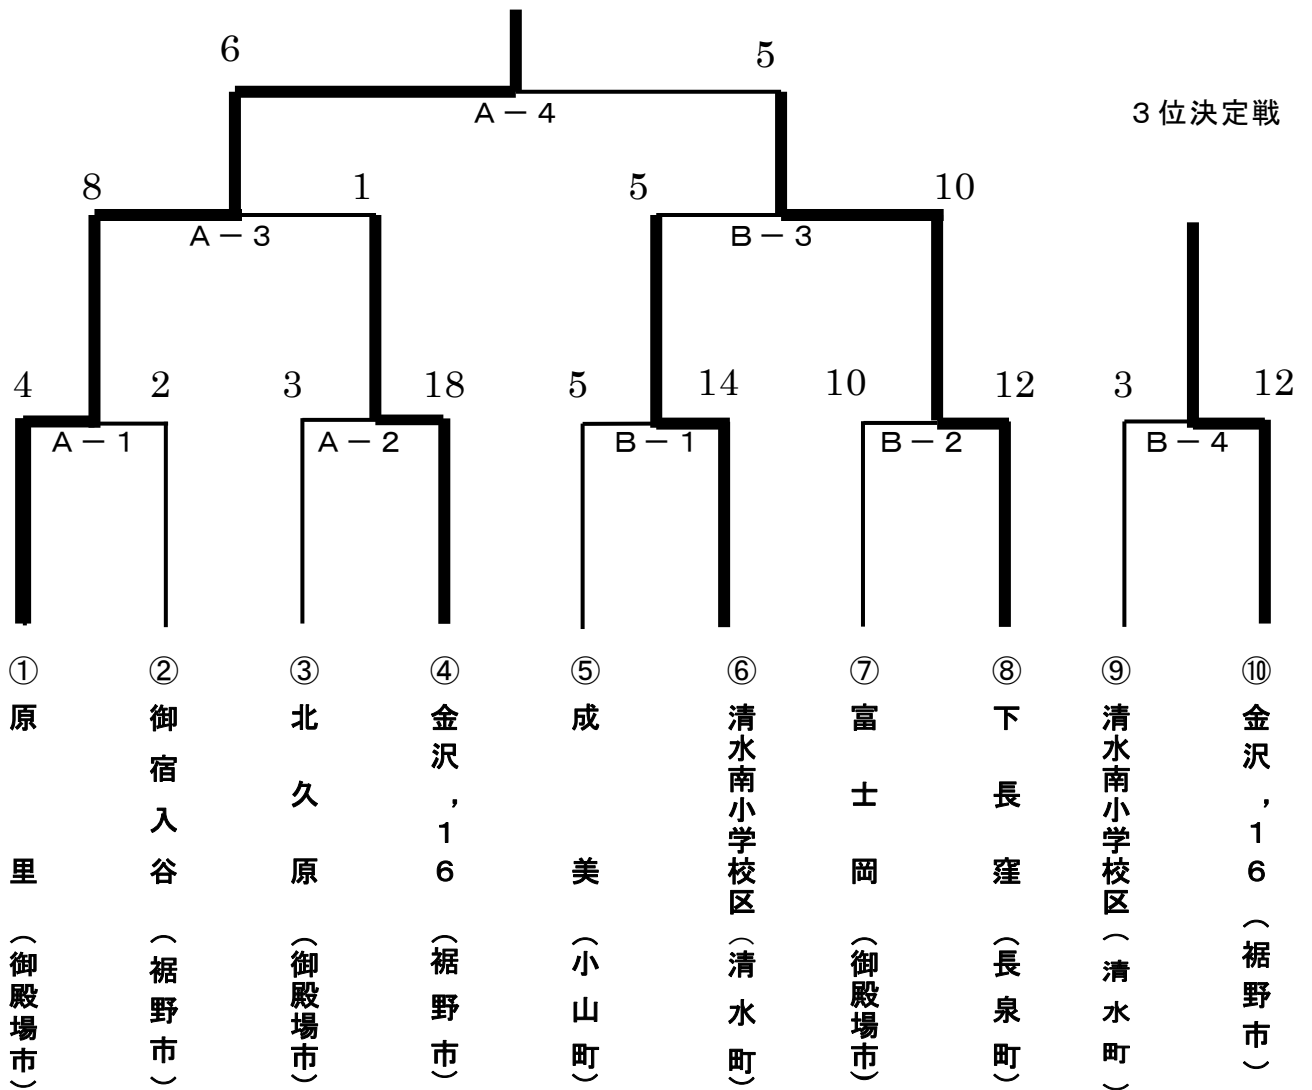 6
5
A－4
3位決定戦
8
1
5
10
A－3
B－3
4
2
3
18
5
14
10
12
3
12
A－1
A－2
B－1
B－2
B－4
①
②
③
④
⑤
⑥
⑦
⑧
⑨
⑩
原里（御殿場市）
御宿入谷（裾野市）
北久原（御殿場市）
金沢，16（裾野市）
成美（小山町）
清水南小学校区（清水町）
富士岡（御殿場市）
下長窪（長泉町）
清水南小学校区（清水町）
金沢，16（裾野市）